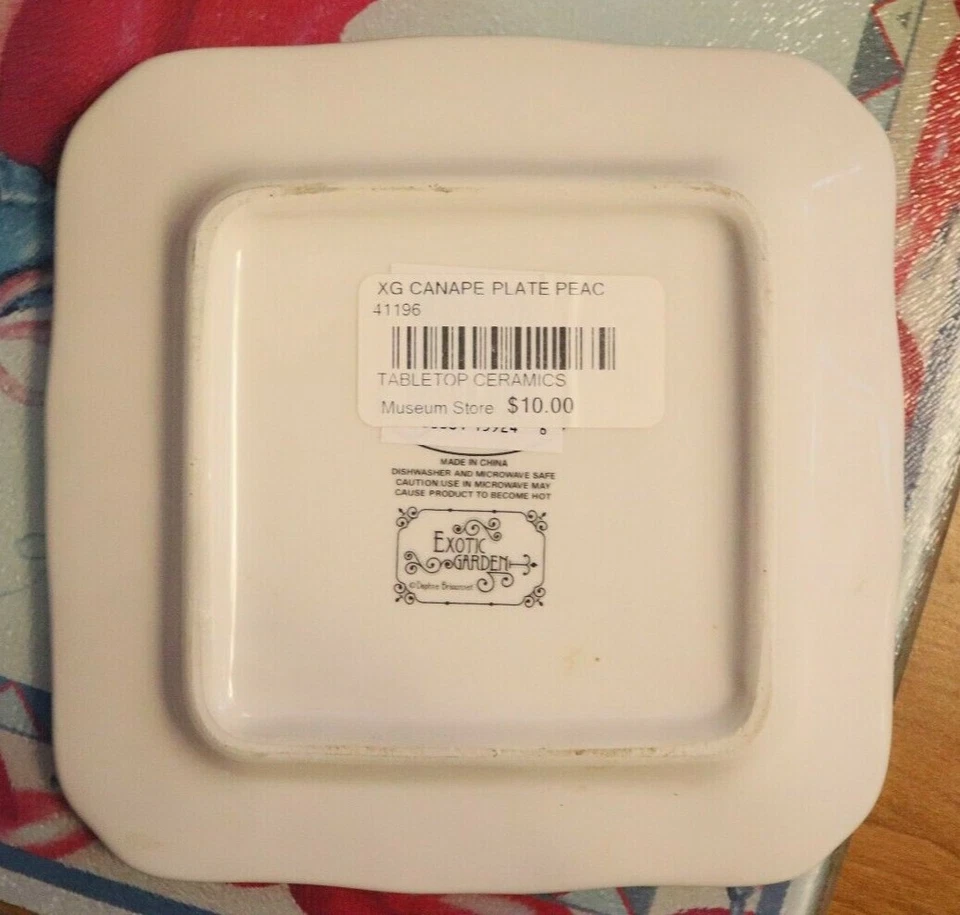 XG CANAPE PLATE PEAC
41196
TABLETOP CERAMICS
Museum Store $10.00
MADE IN CHINA
DISHWASHER AND MICROWAVE SAFE
CAUTION:USE IN MICROWAVE MAY
CAUSE PRODUCT TO BECOME HOT
EXOTIC
GARDEN
©Daphne